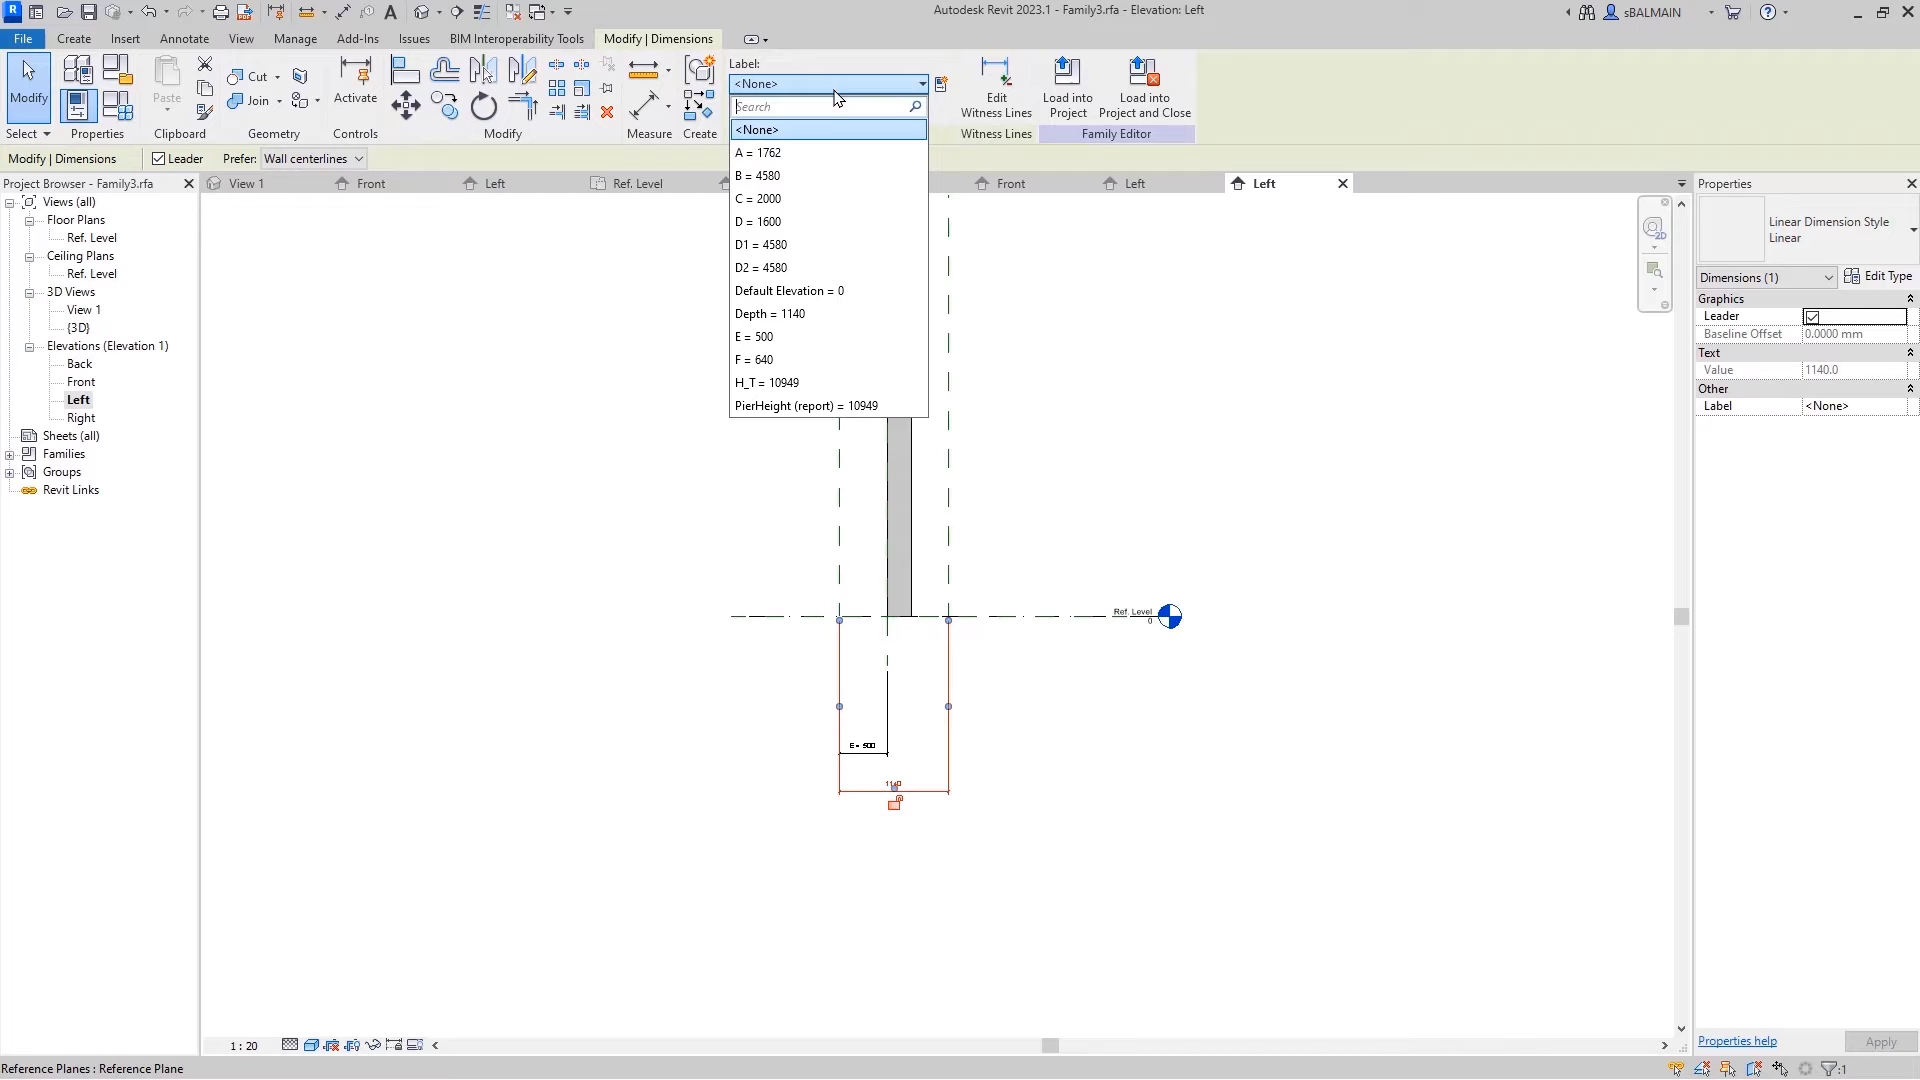 Autodesk Revit 2023.1 - Family3.rfa - Elevation: Left
sBALMAIN
File
Create
Insert
Annotate
View
Manage
Add-Ins
Issues
BIM Interoperability Tools
Modify | Dimensions
Modify
Select
Properties
Paste
Clipboard
Cut
Join
Geometry
Activate
Controls
Modify
Measure
Create
Label:
<None>
Search
<None>
A = 1762
B = 4580
C = 2000
D = 1600
D1 = 4580
D2 = 4580
Default Elevation = 0
Depth = 1140
E = 500
F = 640
H_T = 10949
PierHeight (report) = 10949
Edit
Witness Lines
Witness Lines
Load into
Project
Load into
Project and Close
Family Editor
Modify | Dimensions
Leader
Prefer:
Wall centerlines
Project Browser - Family3.rfa
Views (all)
Floor Plans
Ref. Level
Ceiling Plans
Ref. Level
3D Views
View 1
{3D}
Elevations (Elevation 1)
Back
Front
Left
Right
Sheets (all)
Families
Groups
Revit Links
View 1
Front
Left
Ref. Level
Front
Left
Left
2D
Ref. Level
0
E = 500
1140
Properties
Linear Dimension Style
Linear
Dimensions (1)
Edit Type
Graphics
Leader
Baseline Offset
0.0000 mm
Text
Value
1140.0
Other
Label
<None>
Properties help
Apply
1 : 20
Reference Planes : Reference Plane
:1